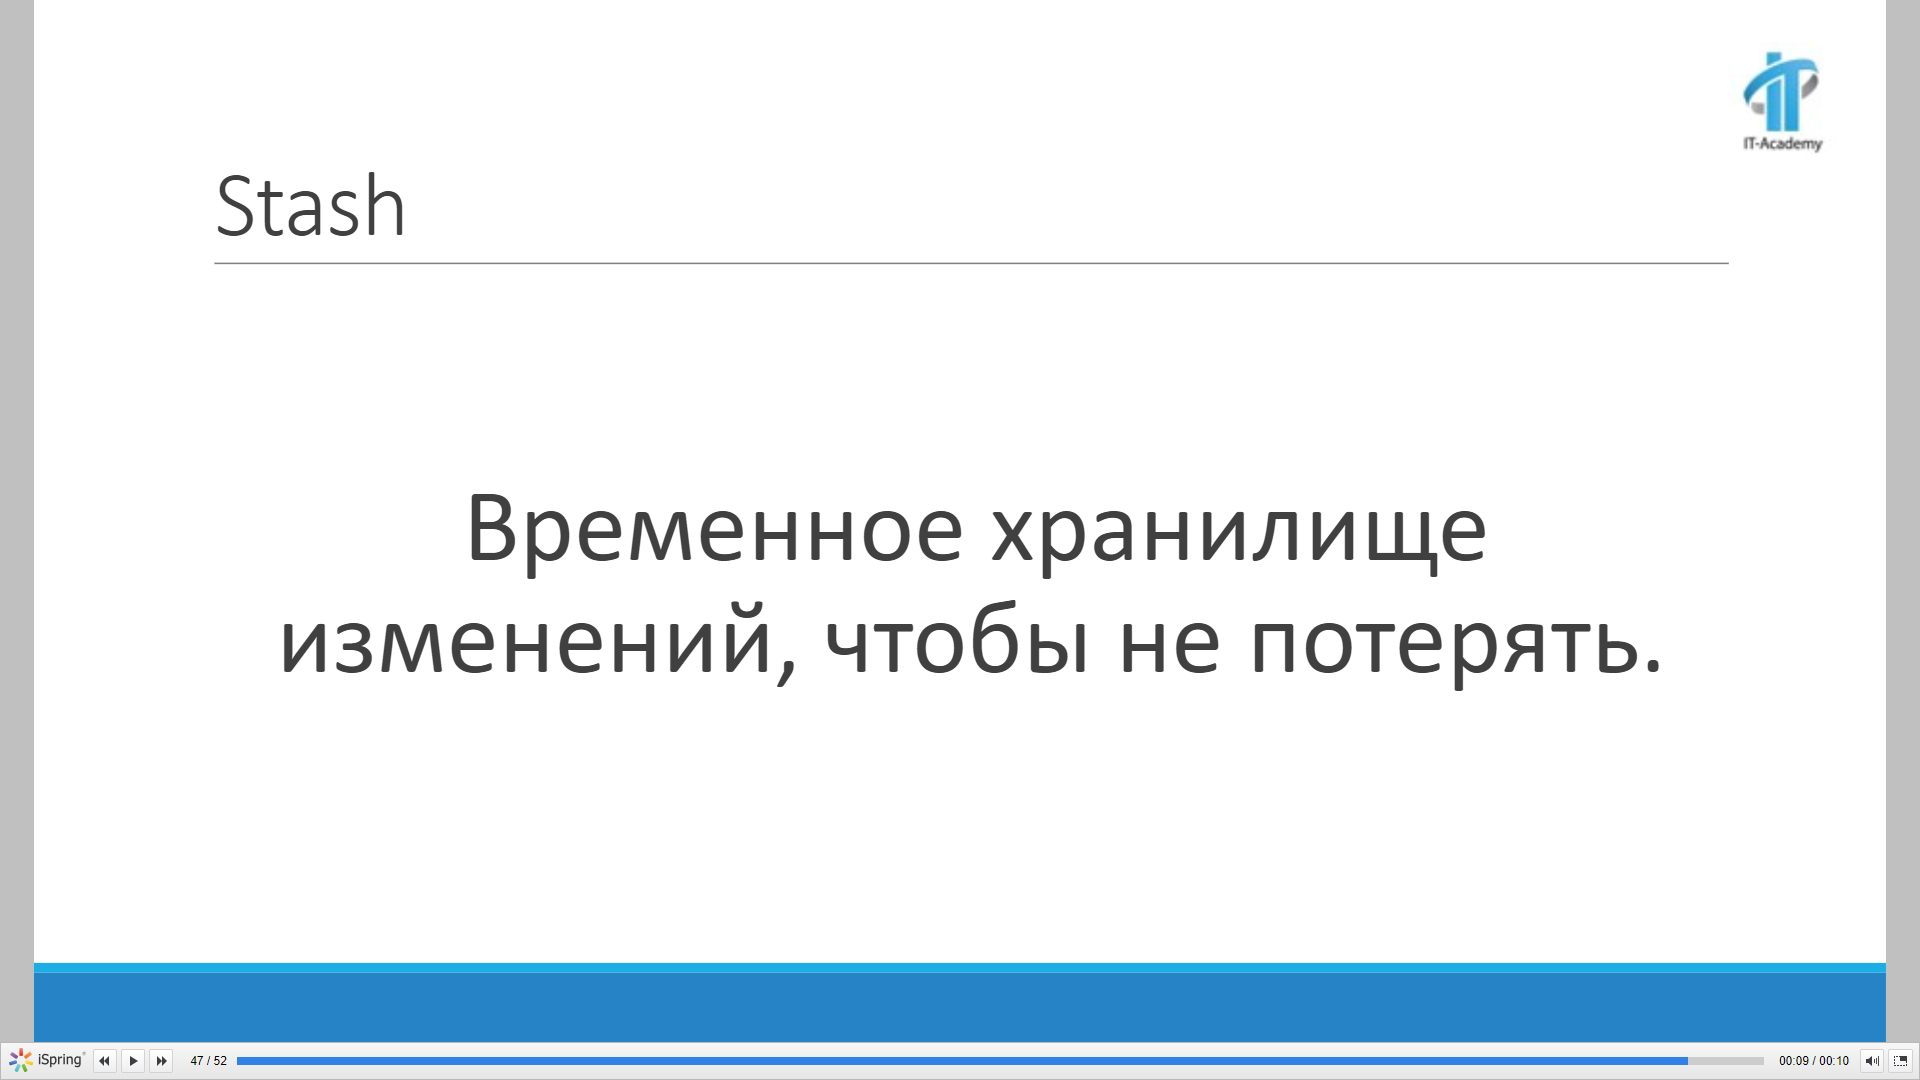 IT-Academy
Stash
Временное хранилище
изменений, чтобы не потерять.
iSpring 47 / 52 00:09 / 00:10